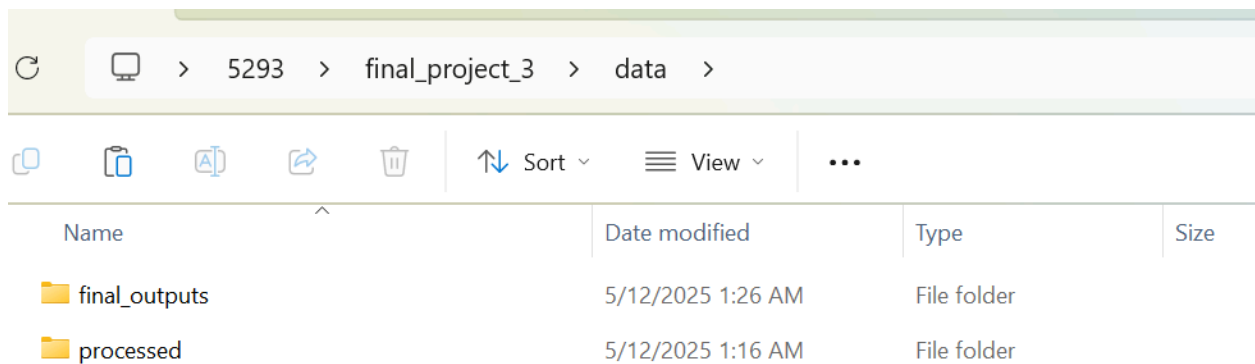 5293 > final_project_3 > data >
Sort View
Name Date modified Type Size
final_outputs 5/12/2025 1:26 AM File folder
processed 5/12/2025 1:16 AM File folder